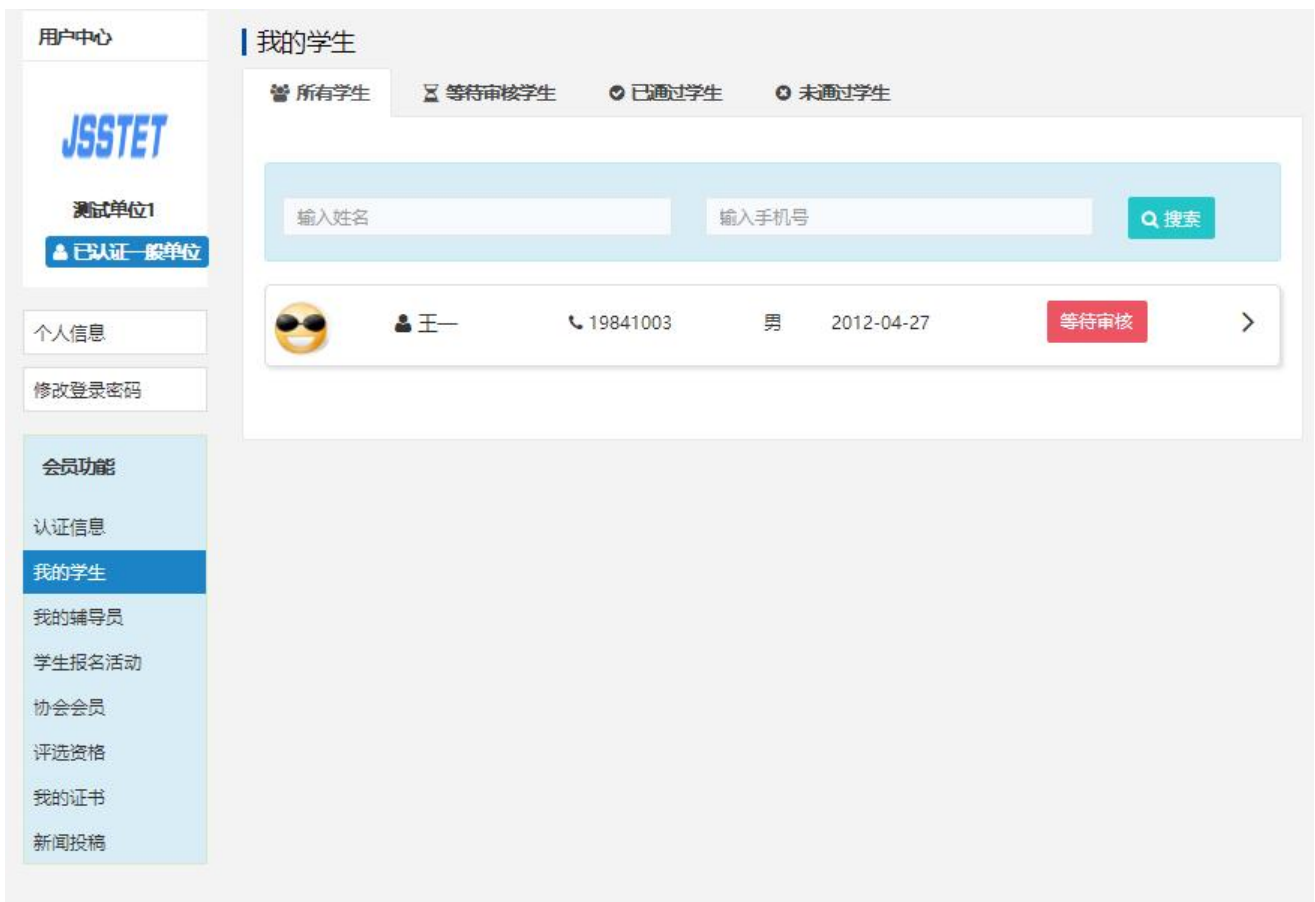 用户中心
JSSTET
测试单位1
已认证一般单位
个人信息
修改登录密码
会员功能
认证信息
我的学生
我的辅导员
学生报名活动
协会会员
评选资格
我的证书
新闻投稿
我的学生
所有学生 等待审核学生 已通过学生 未通过学生
输入姓名 输入手机号 搜索
王一 19841003 男 2012-04-27 等待审核